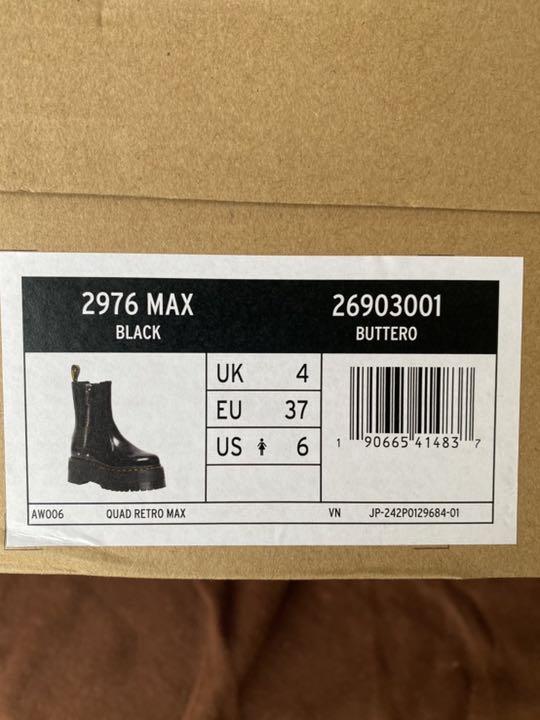 2976 MAX
BLACK
26903001
BUTTERO
UK 4
EU 37
US 6
1 90665 41483 7
AW006 QUAD RETRO MAX VN JP-242P0129684-01